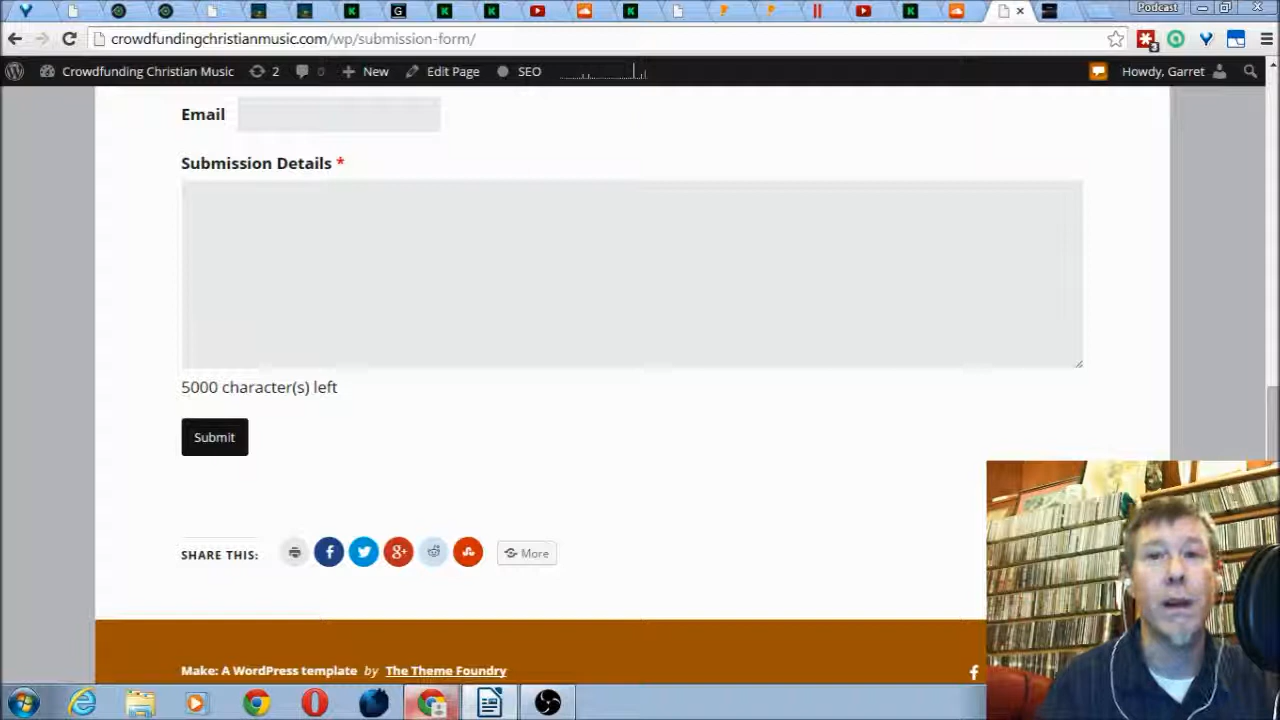 Podcast
crowdfundingchristianmusic.com/wp/submission-form/
3
Crowdfunding Christian Music
2
0
New
Edit Page
SEO
Howdy, Garret
Email
Submission Details *
5000 character(s) left
Submit
SHARE THIS:
More
Make: A WordPress template by The Theme Foundry